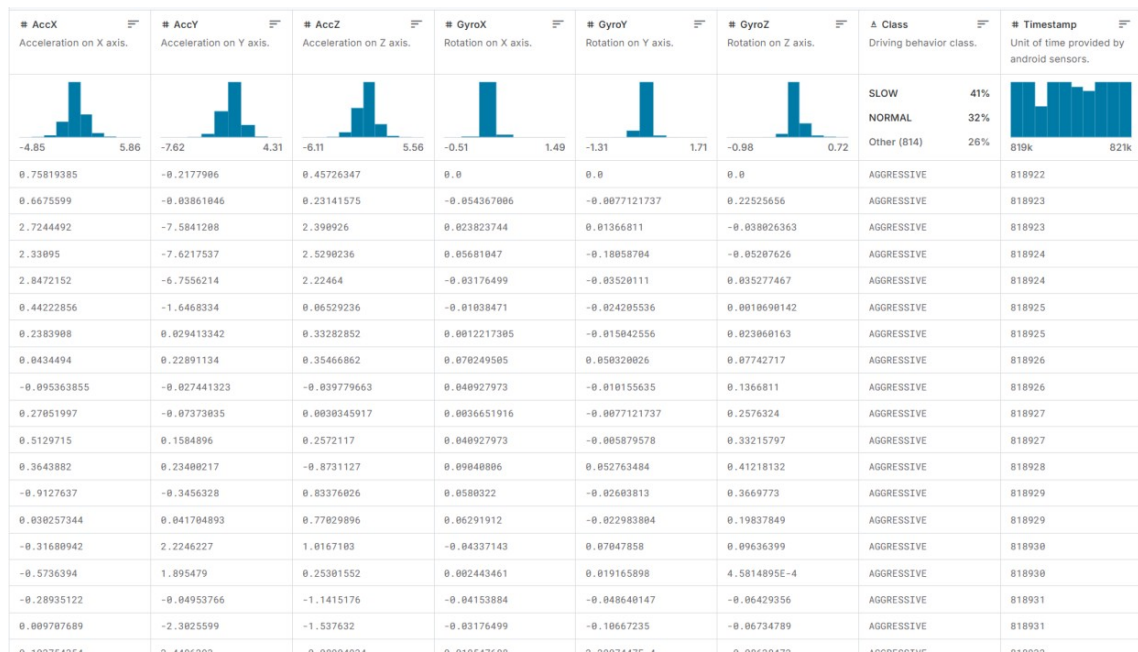 # AccX # AccY # AccZ # GyroX # GyroY # GyroZ Class # Timestamp
Acceleration on X axis. Acceleration on Y axis. Acceleration on Z axis. Rotation on X axis. Rotation on Y axis. Rotation on Z axis. Driving behavior class. Unit of time provided by
android sensors.
SLOW 41%
NORMAL 32%
Other (814) 26%
-4.85 5.86 -7.62 4.31 -6.11 5.56 -0.51 1.49 -1.31 1.71 -0.98 0.72 819k 821k
0.75819385 -0.2177906 0.45726347 0.0 0.0 0.0 AGGRESSIVE 818922
0.6675599 -0.03861046 0.23141575 -0.054367006 -0.0077121737 0.22525656 AGGRESSIVE 818923
2.7244492 -7.5841208 2.390926 0.023823744 0.01366811 -0.038026363 AGGRESSIVE 818923
2.33095 -7.6217537 2.5290236 0.05681047 -0.18058704 -0.05207626 AGGRESSIVE 818924
2.8472152 -6.7556214 2.22464 -0.03176499 -0.03520111 0.035277467 AGGRESSIVE 818924
0.44222856 -1.6468334 0.06529236 -0.01038471 -0.024205536 0.0010690142 AGGRESSIVE 818925
0.2383908 0.029413342 0.33282852 0.0012217305 -0.015042556 0.023060163 AGGRESSIVE 818925
0.0434494 0.22891134 0.35466862 0.070249505 0.050320026 0.07742717 AGGRESSIVE 818926
-0.095363855 -0.027441323 -0.039779663 0.040927973 -0.010155635 0.1366811 AGGRESSIVE 818926
0.27051997 -0.07373035 0.0030345917 0.0036651916 -0.0077121737 0.2576324 AGGRESSIVE 818927
0.5129715 0.1584896 0.2572117 0.040927973 -0.005879578 0.33215797 AGGRESSIVE 818927
0.3643882 0.23400217 -0.8731127 0.09040806 0.052763484 0.41218132 AGGRESSIVE 818928
-0.9127637 -0.3456328 0.83376026 0.0580322 -0.02603813 0.3669773 AGGRESSIVE 818929
0.030257344 0.041704893 0.77029896 0.06291912 -0.022983804 0.19837849 AGGRESSIVE 818929
-0.31680942 2.2246227 1.0167103 -0.04337143 0.07047858 0.09636399 AGGRESSIVE 818930
-0.5736394 1.895479 0.25301552 0.002443461 0.019165898 4.5814895E-4 AGGRESSIVE 818930
-0.28935122 -0.04953766 -1.1415176 -0.04153884 -0.048640147 -0.06429356 AGGRESSIVE 818931
0.009707689 -2.3025599 -1.537632 -0.03176499 -0.10667235 -0.06734789 AGGRESSIVE 818931